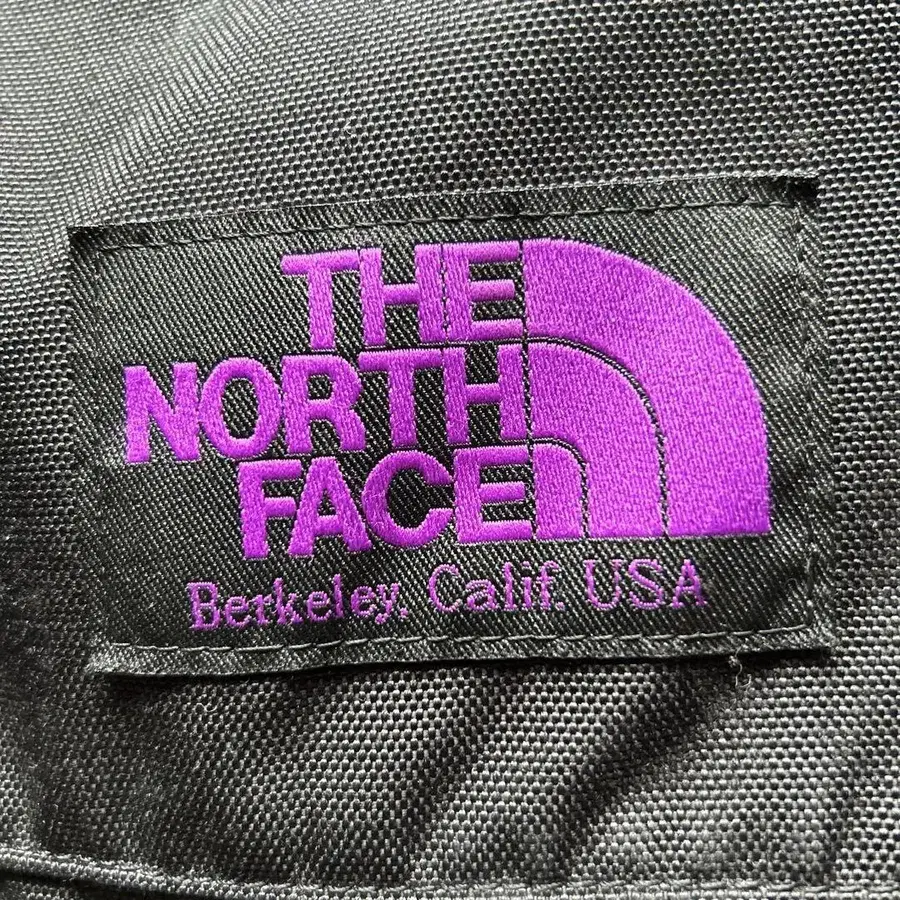 THE
NORTH
FACE
Berkeley, Calif. USA